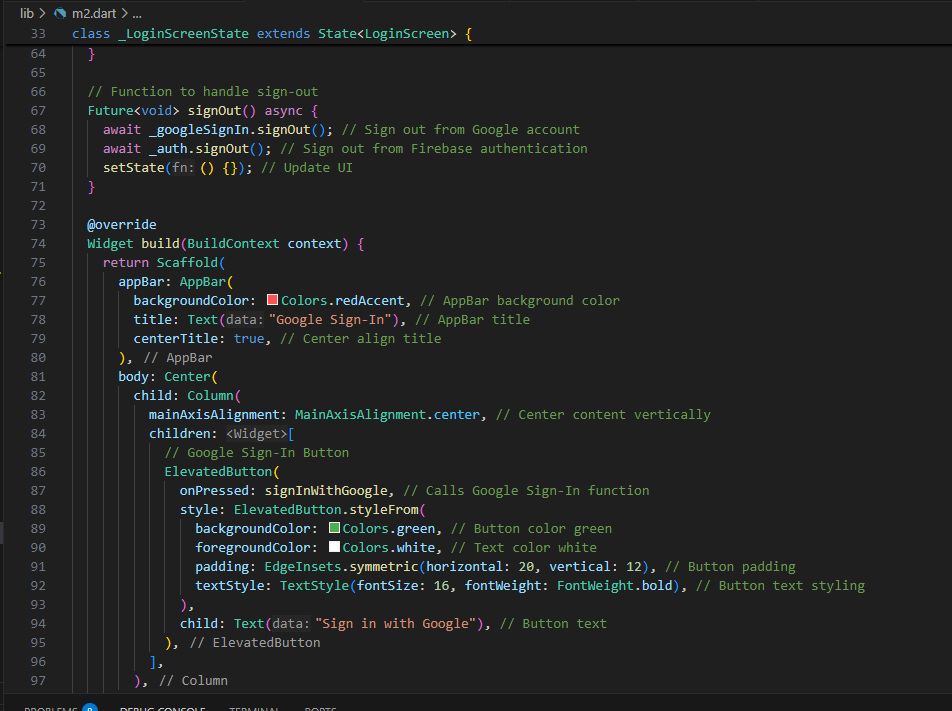 lib > m2.dart > ...
33 class _LoginScreenState extends State<LoginScreen> {
64 }
65
66 // Function to handle sign-out
67 Future<void> signOut() async {
68 await _googleSignIn.signOut(); // Sign out from Google account
69 await _auth.signOut(); // Sign out from Firebase authentication
70 setState(fn: () {}); // Update UI
71 }
72
73 @override
74 Widget build(BuildContext context) {
75 return Scaffold(
76 appBar: AppBar(
77 backgroundColor: Colors.redAccent, // AppBar background color
78 title: Text(data: "Google Sign-In"), // AppBar title
79 centerTitle: true, // Center align title
80 ), // AppBar
81 body: Center(
82 child: Column(
83 mainAxisAlignment: MainAxisAlignment.center, // Center content vertically
84 children: <Widget>[
85 // Google Sign-In Button
86 ElevatedButton(
87 onPressed: signInWithGoogle, // Calls Google Sign-In function
88 style: ElevatedButton.styleFrom(
89 backgroundColor: Colors.green, // Button color green
90 foregroundColor: Colors.white, // Text color white
91 padding: EdgeInsets.symmetric(horizontal: 20, vertical: 12), // Button padding
92 textStyle: TextStyle(fontSize: 16, fontWeight: FontWeight.bold), // Button text styling
93 ),
94 child: Text(data: "Sign in with Google"), // Button text
95 ), // ElevatedButton
96 ],
97 ), // Column
PROBLEMS 8 DEBUG CONSOLE TERMINAL PORTS